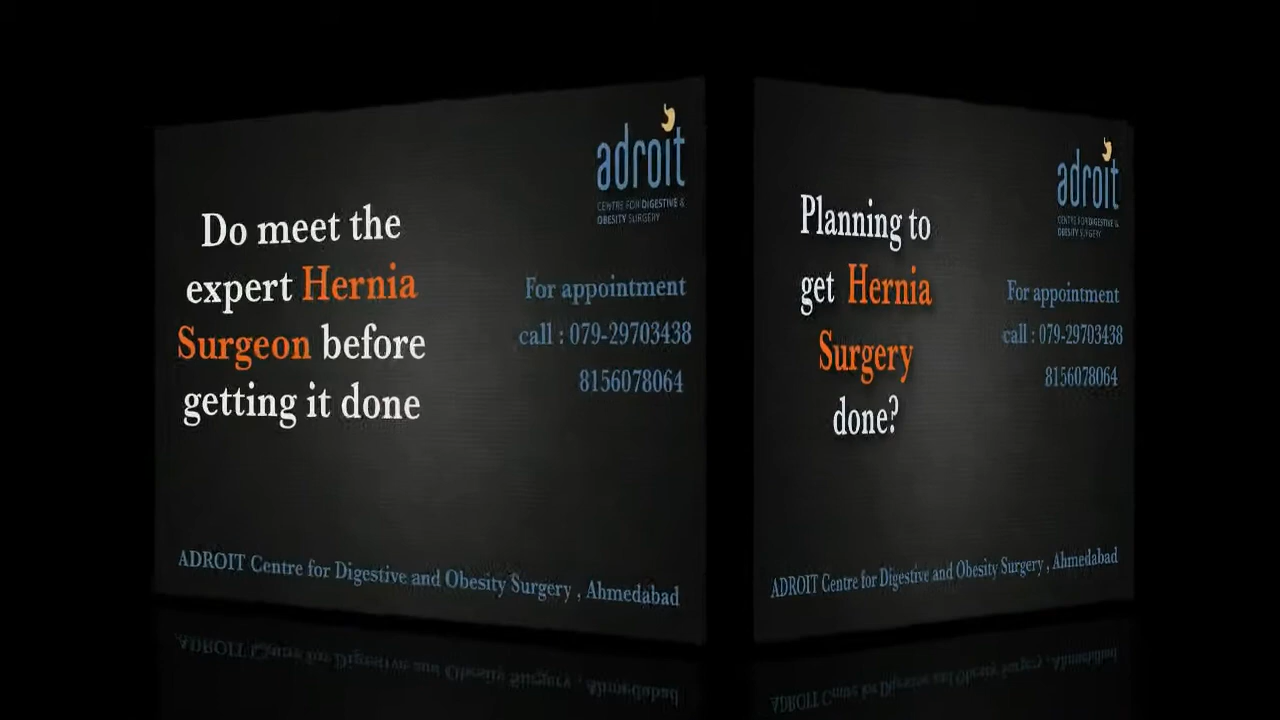 adroit
CENTRE FOR DIGESTIVE &
OBESITY SURGERY
Do meet the
expert Hernia
Surgeon before
getting it done
For appointment
call : 079-29703438
8156078064
ADROIT Centre for Digestive and Obesity Surgery , Ahmedabad
adroit
CENTRE FOR DIGESTIVE &
OBESITY SURGERY
Planning to
get Hernia
Surgery
done?
For appointment
call : 079-29703438
8156078064
ADROIT Centre for Digestive and Obesity Surgery , Ahmedabad